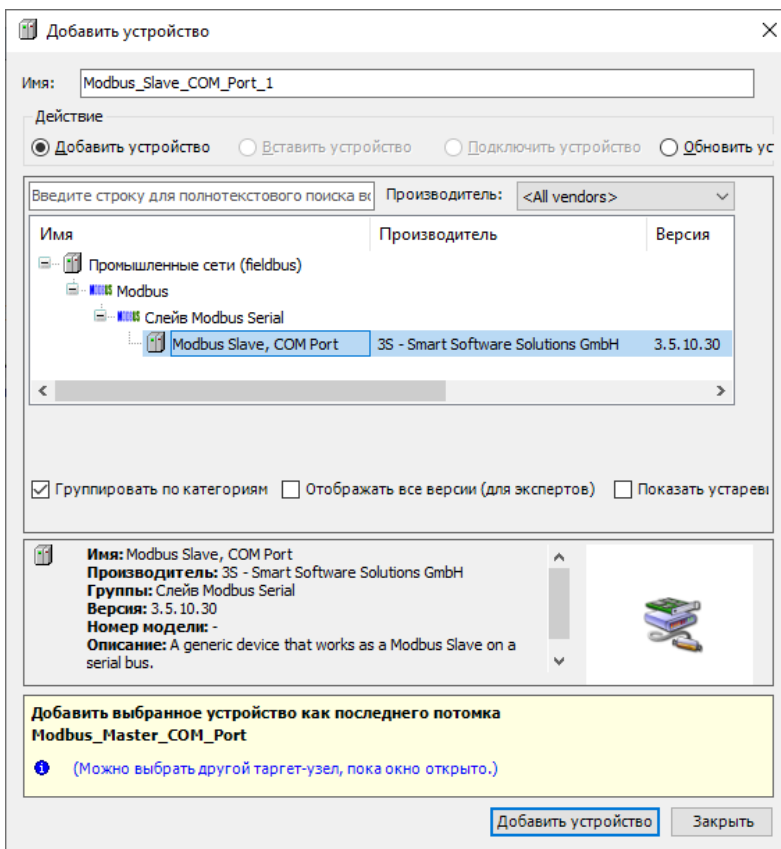 Добавить устройство
Имя: Modbus_Slave_COM_Port_1
Действие
Добавить устройство Вставить устройство Подключить устройство Обновить ус
Введите строку для полнотекстового поиска вс Производитель: <All vendors>
Имя Производитель Версия
Промышленные сети (fieldbus)
MODBUS Modbus
MODBUS Слейв Modbus Serial
Modbus Slave, COM Port 3S - Smart Software Solutions GmbH 3.5.10.30
Группировать по категориям Отображать все версии (для экспертов) Показать устарев
Имя: Modbus Slave, COM Port
Производитель: 3S - Smart Software Solutions GmbH
Группы: Слейв Modbus Serial
Версия: 3.5.10.30
Номер модели: -
Описание: A generic device that works as a Modbus Slave on a
serial bus.
Добавить выбранное устройство как последнего потомка
Modbus_Master_COM_Port
(Можно выбрать другой таргет-узел, пока окно открыто.)
Добавить устройство Закрыть